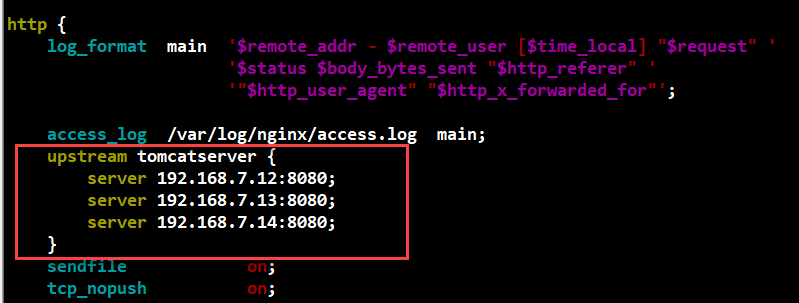 http {
    log_format  main  '$remote_addr - $remote_user [$time_local] "$request" '
                      '$status $body_bytes_sent "$http_referer" '
                      '"$http_user_agent" "$http_x_forwarded_for"';
    access_log  /var/log/nginx/access.log  main;
    upstream tomcatserver {
        server 192.168.7.12:8080;
        server 192.168.7.13:8080;
        server 192.168.7.14:8080;
    }
    sendfile            on;
    tcp_nopush          on;